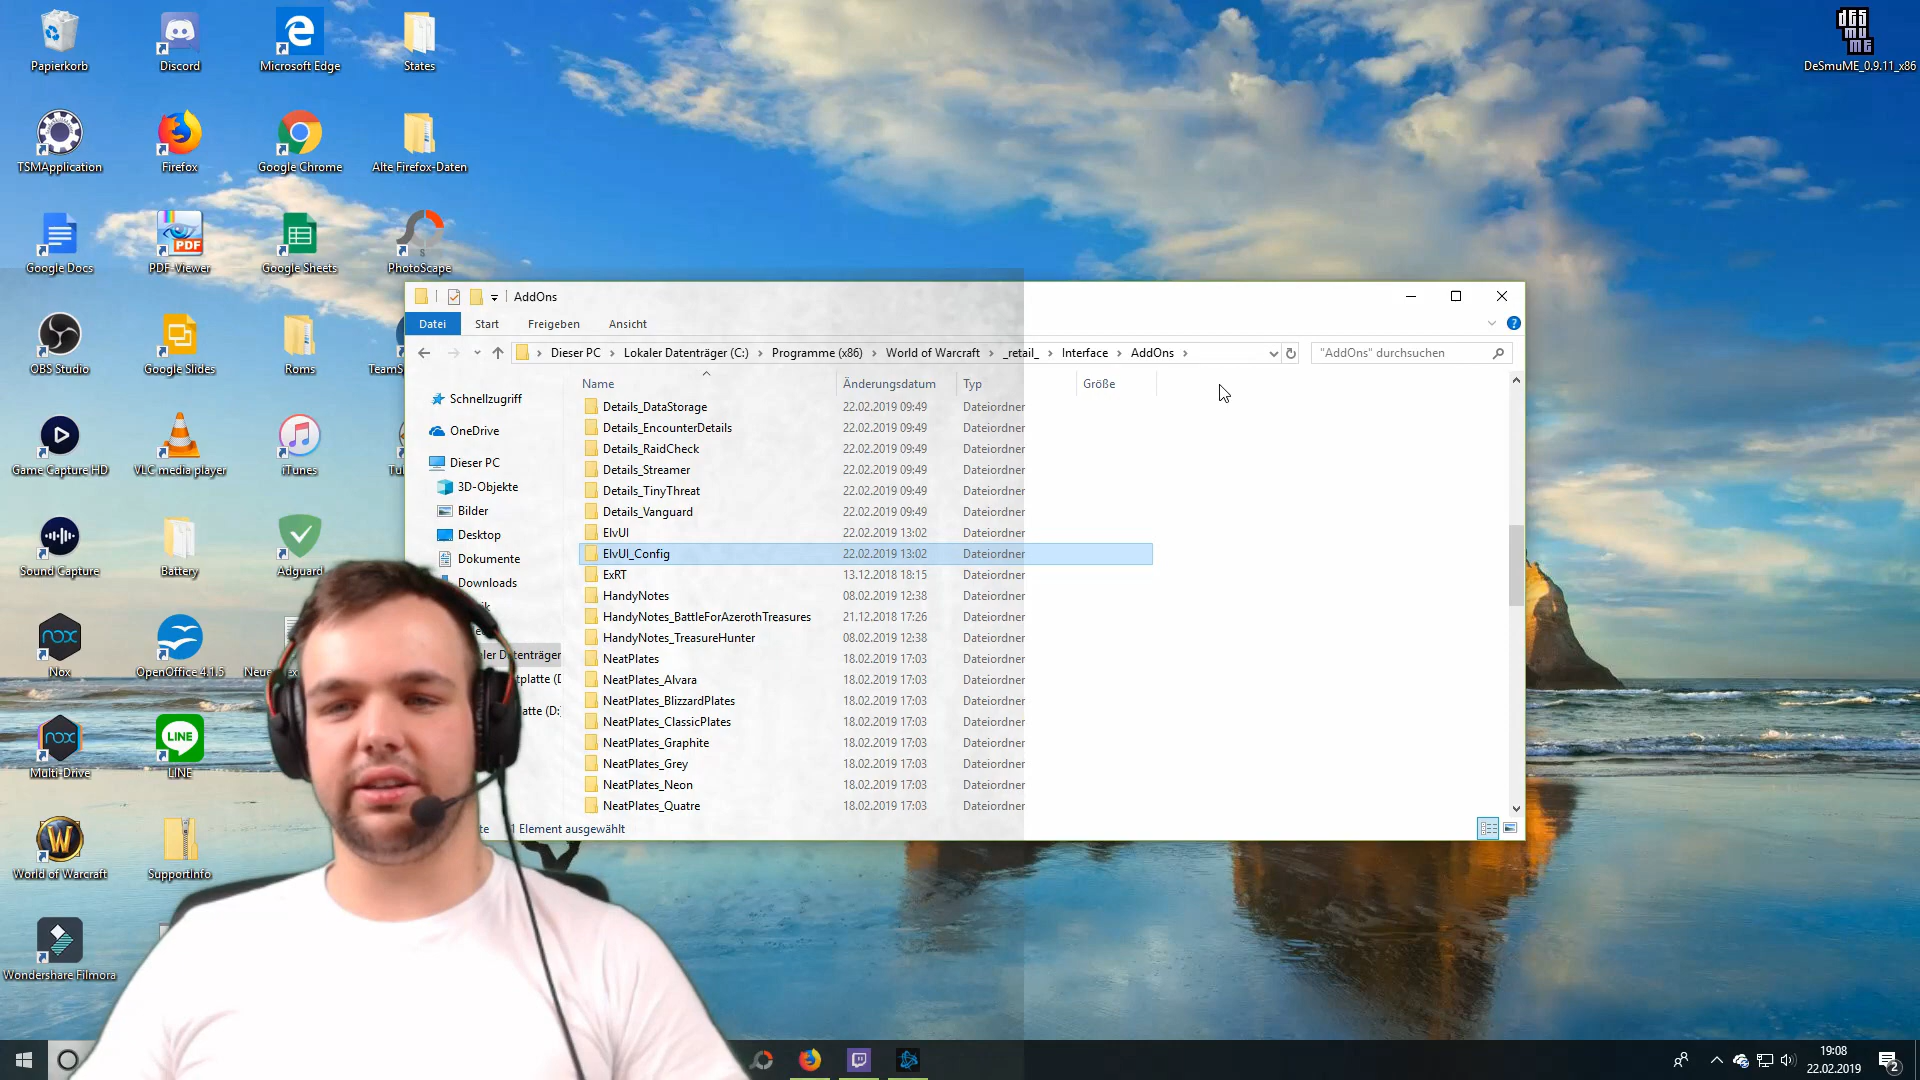 Papierkorb
Discord
Microsoft Edge
States
DeSmuME_0.9.11_x86
TSMApplication
Firefox
Google Chrome
Alte Firefox-Daten
Google Docs
PDF-Viewer
Google Sheets
PhotoScape
OBS Studio
Google Slides
Roms
Game Capture HD
VLC media player
iTunes
Sound Capture
Battery
Adguard
Nox
OpenOffice 4.1.5
Multi-Drive
LINE
World of Warcraft
SupportInfo
Wondershare Filmora
AddOns
Datei
Start
Freigeben
Ansicht
Dieser PC
Lokaler Datenträger (C:)
Programme (x86)
World of Warcraft
_retail_
Interface
AddOns
"AddOns" durchsuchen
Schnellzugriff
OneDrive
Dieser PC
3D-Objekte
Bilder
Desktop
Dokumente
Downloads
Name Änderungsdatum Typ Größe
Details_DataStorage 22.02.2019 09:49 Dateiordner
Details_EncounterDetails 22.02.2019 09:49 Dateiordner
Details_RaidCheck 22.02.2019 09:49 Dateiordner
Details_Streamer 22.02.2019 09:49 Dateiordner
Details_TinyThreat 22.02.2019 09:49 Dateiordner
Details_Vanguard 22.02.2019 09:49 Dateiordner
ElvUI 22.02.2019 13:02 Dateiordner
ElvUI_Config 22.02.2019 13:02 Dateiordner
ExRT 13.12.2018 18:15 Dateiordner
HandyNotes 08.02.2019 12:38 Dateiordner
HandyNotes_BattleForAzerothTreasures 21.12.2018 17:26 Dateiordner
HandyNotes_TreasureHunter 08.02.2019 12:38 Dateiordner
NeatPlates 18.02.2019 17:03 Dateiordner
NeatPlates_Alvara 18.02.2019 17:03 Dateiordner
NeatPlates_BlizzardPlates 18.02.2019 17:03 Dateiordner
NeatPlates_ClassicPlates 18.02.2019 17:03 Dateiordner
NeatPlates_Graphite 18.02.2019 17:03 Dateiordner
NeatPlates_Grey 18.02.2019 17:03 Dateiordner
NeatPlates_Neon 18.02.2019 17:03 Dateiordner
NeatPlates_Quatre 18.02.2019 17:03 Dateiordner
1 Element ausgewählt
19:08
22.02.2019
2